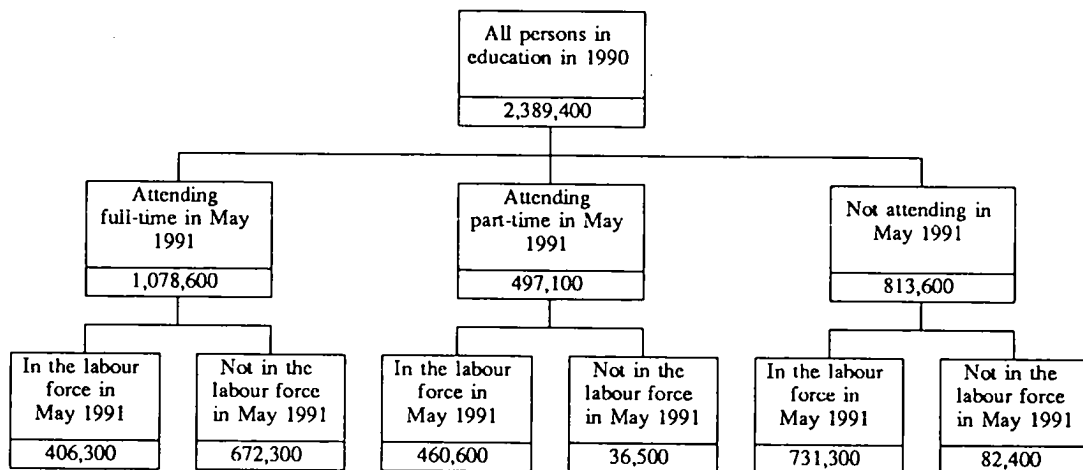 All persons in
education in 1990
2,389,400
Attending
full-time in May
1991
1,078,600
Attending
part-time in May
1991
497,100
Not attending in
May 1991
813,600
In the labour
force in
May 1991
406,300
Not in the
labour force
in May 1991
672,300
In the labour
force in
May 1991
460,600
Not in the
labour force
in May 1991
36,500
In the labour
force in
May 1991
731,300
Not in the
labour force
in May 1991
82,400